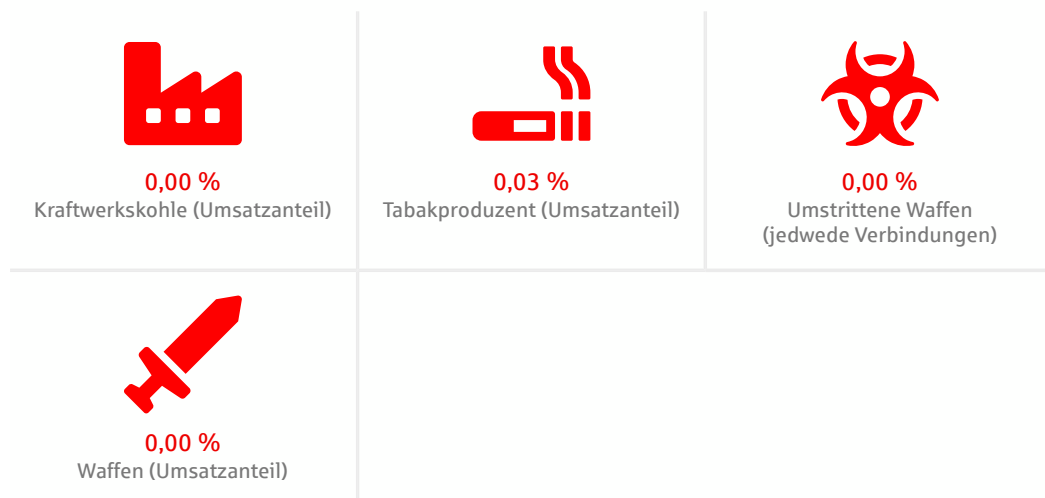 0,00 %
Kraftwerkskohle (Umsatzanteil)
0,03 %
Tabakproduzent (Umsatzanteil)
0,00 %
Umstrittene Waffen
(jedwede Verbindungen)
0,00 %
Waffen (Umsatzanteil)